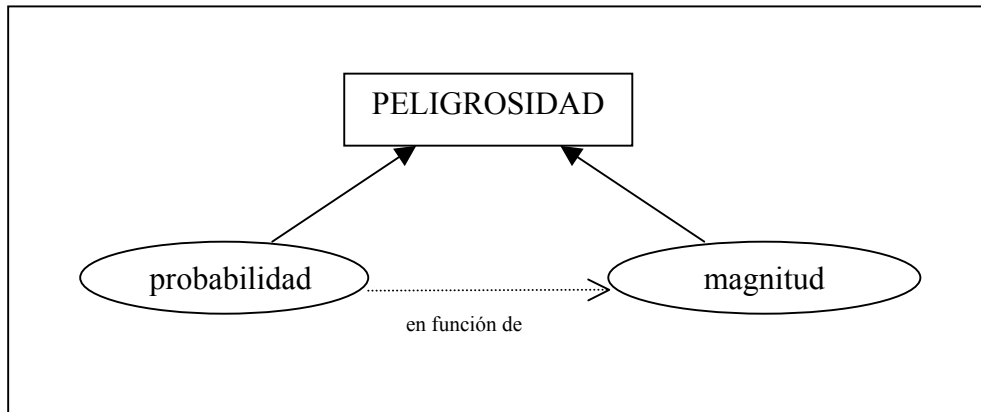 PELIGROSIDAD
probabilidad
magnitud
en función de